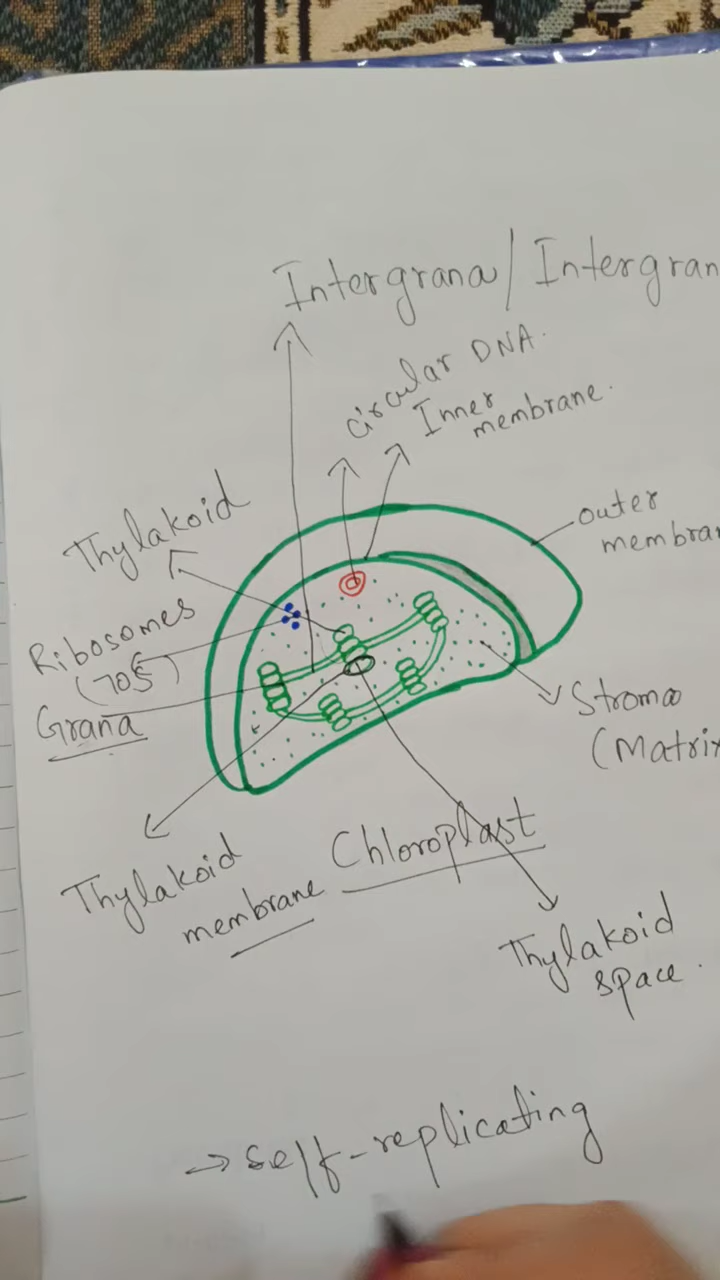 Intergrana/Intergran
circular DNA.
Inner
membrane.
Thylakoid
outer
membra
Ribosomes
(70S)
Grana
Stroma
(Matrix
Chloroplast
Thylakoid
membrane
Thylakoid
space.
→ self-replicating